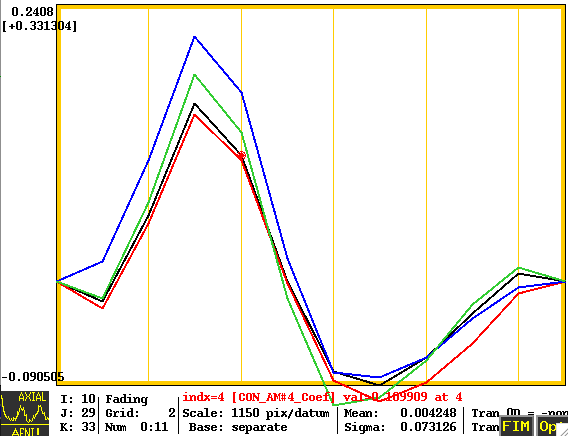 0.2408
[+0.331304]
-0.090505
AXIAL
I: 10 Fading indx=4 [CON_AM#4_Coef] val=0.109909 at 4
J: 29 Grid: 2 Scale: 1150 pix/datum Mean: 0.004248
K: 33 Num 0:11 Base: separate Sigma: 0.073126
FIM